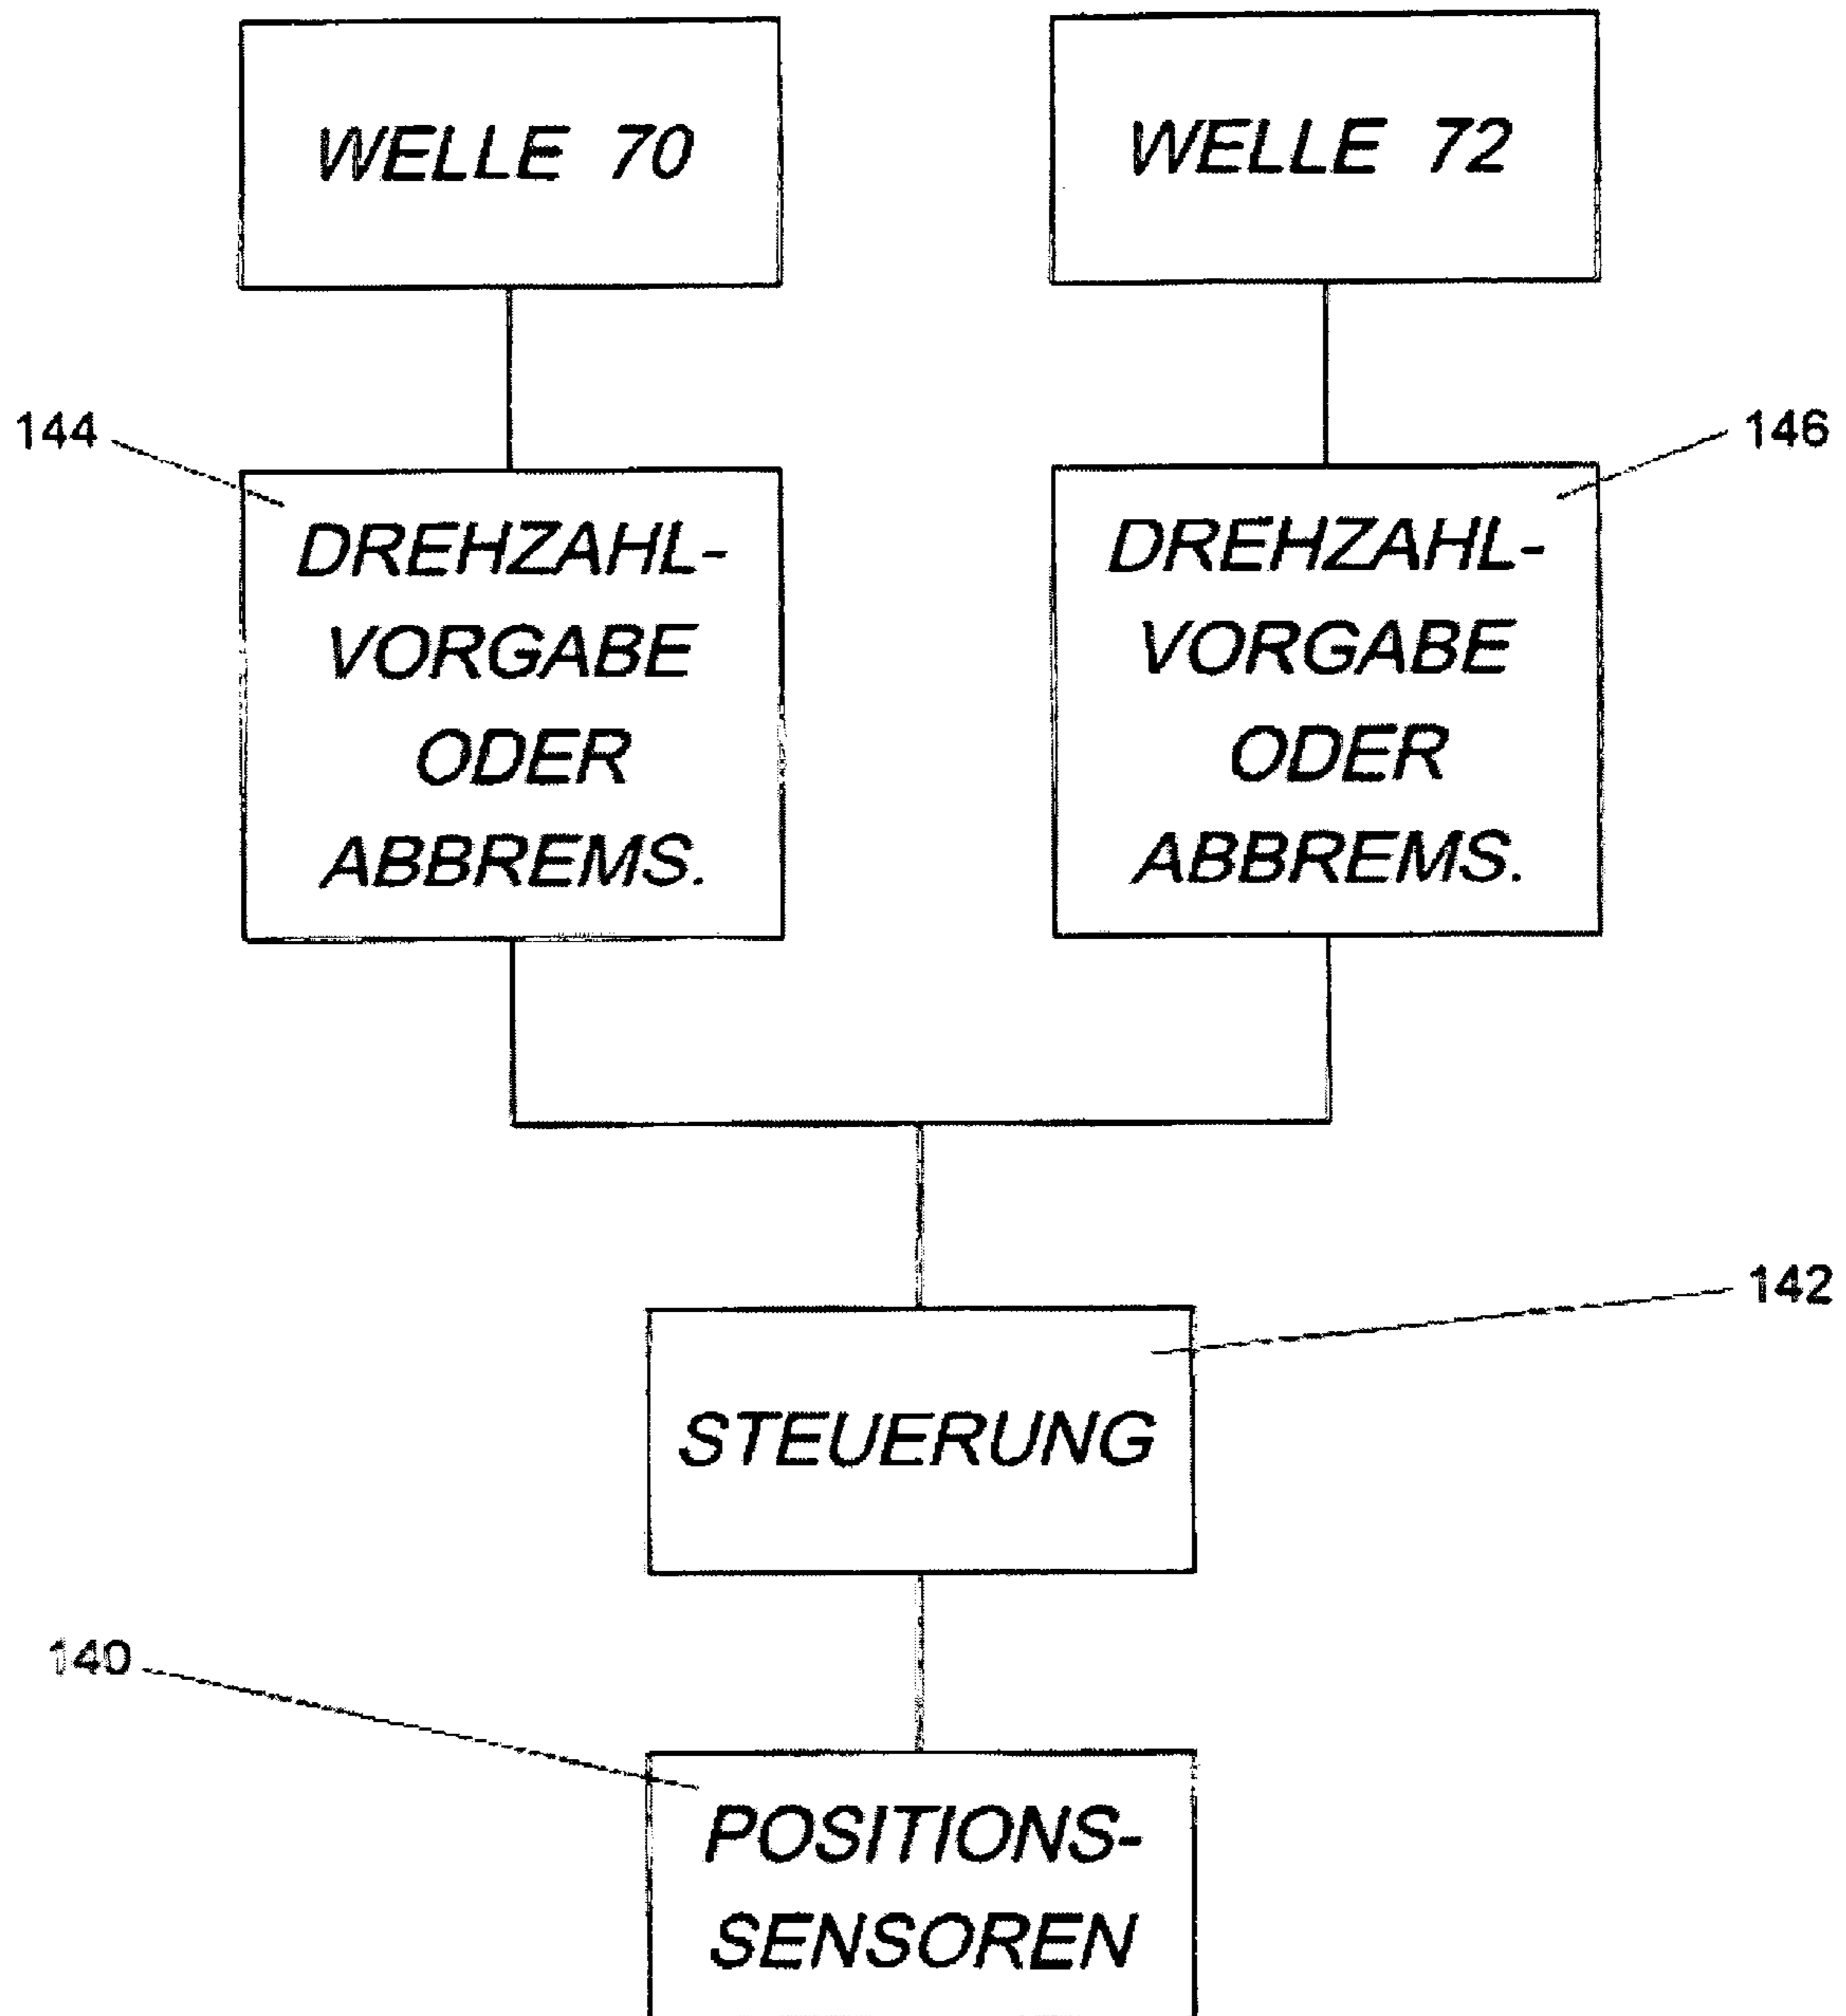 WELLE 70
WELLE 72
144
146
DREHZAHL-
VORGABE
ODER
ABBREMS.
DREHZAHL-
VORGABE
ODER
ABBREMS.
142
STEUERUNG
140
POSITIONS-
SENSOREN